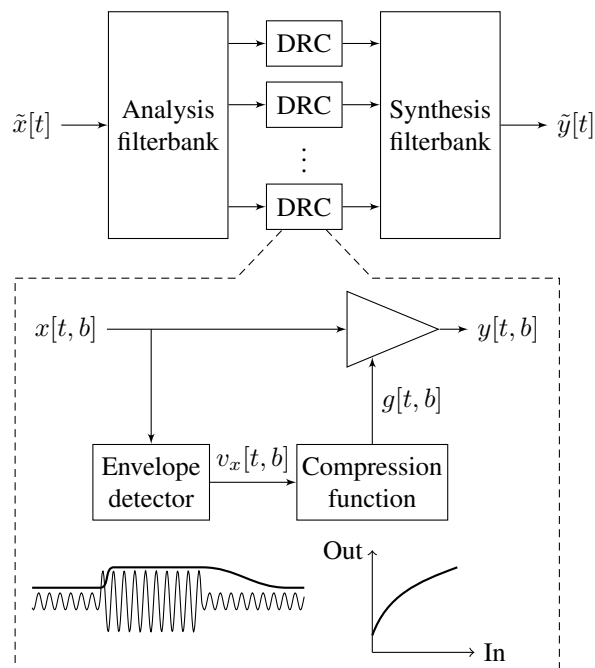 DRC
DRC
⋮
DRC
x̃[t]
Analysis
filterbank
Synthesis
filterbank
ỹ[t]
x[t, b]
y[t, b]
g[t, b]
Envelope
detector
v_x[t, b]
Compression
function
Out
In